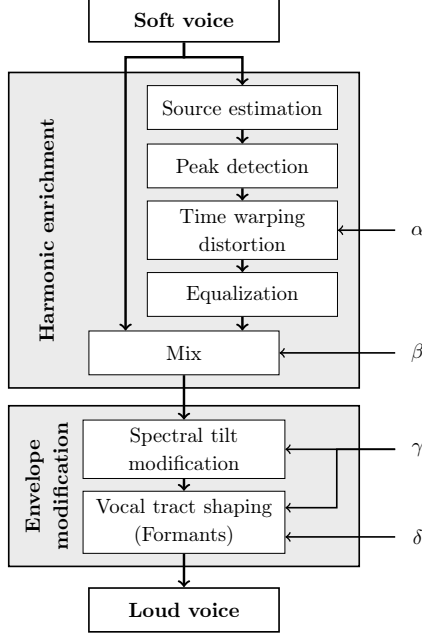 Soft voice
Harmonic enrichment
Source estimation
Peak detection
Time warping
distortion
α
Equalization
Mix
β
Envelope
modification
Spectral tilt
modification
γ
Vocal tract shaping
(Formants)
δ
Loud voice